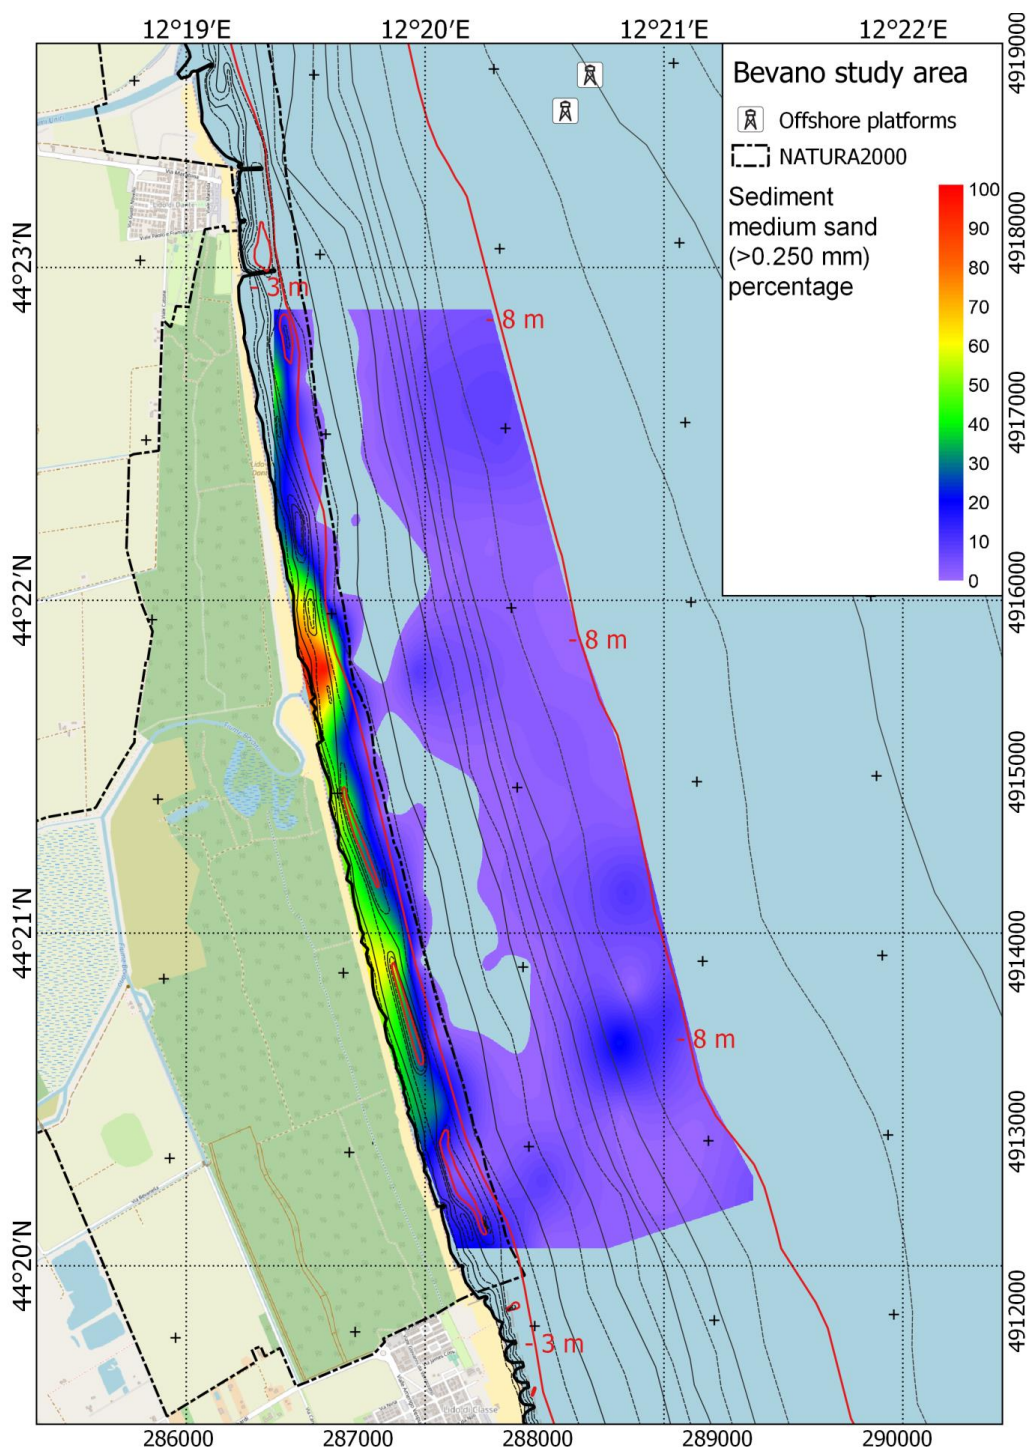 12°19′E
12°20′E
12°21′E
12°22′E
4919000
Bevano study area
Offshore platforms
NATURA2000
Sediment
medium sand
(>0.250 mm)
percentage
100
90
80
70
60
50
40
30
20
10
0
4918000
44°23′N
- 3 m
- 8 m
4917000
44°22′N
4916000
- 8 m
4915000
44°21′N
4914000
- 8 m
4913000
44°20′N
4912000
- 3 m
Lido di Classe
286000
287000
288000
289000
290000